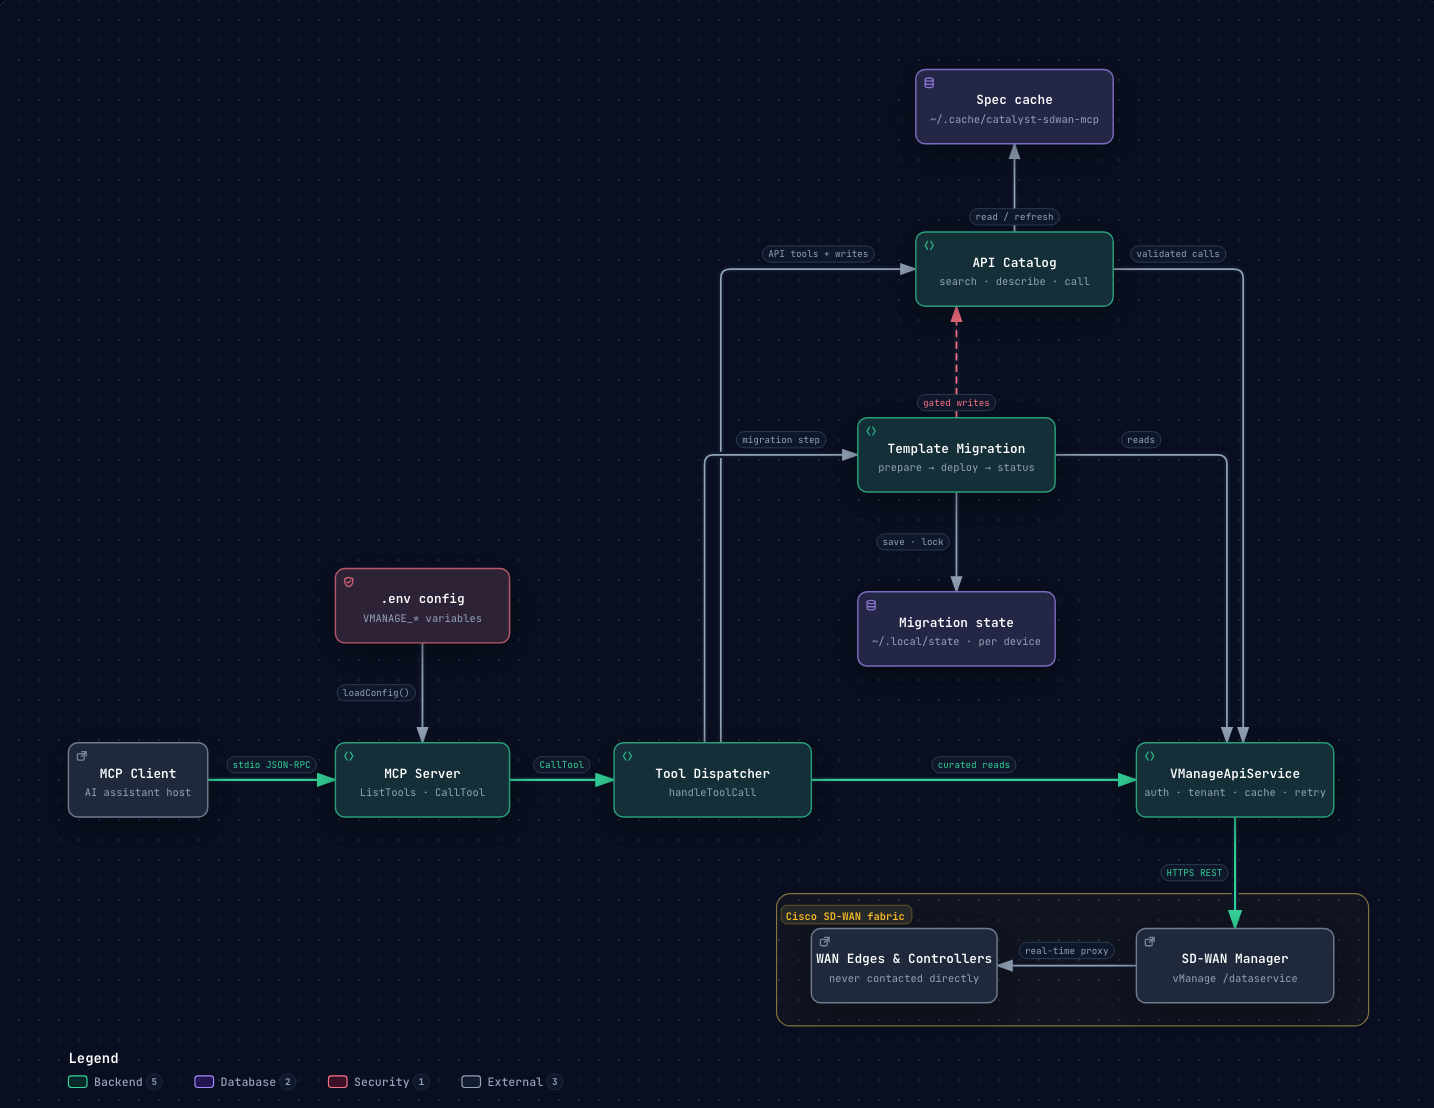 Spec cache
~/.cache/catalyst-sdwan-mcp
read / refresh
API tools + writes
API Catalog
search · describe · call
validated calls
gated writes
migration step
Template Migration
prepare → deploy → status
reads
save · lock
.env config
VMANAGE_* variables
Migration state
~/.local/state · per device
loadConfig()
MCP Client
AI assistant host
stdio JSON-RPC
MCP Server
ListTools · CallTool
CallTool
Tool Dispatcher
handleToolCall
curated reads
VManageApiService
auth · tenant · cache · retry
HTTPS REST
Cisco SD-WAN fabric
WAN Edges & Controllers
never contacted directly
real-time proxy
SD-WAN Manager
vManage /dataservice
Legend
Backend 5
Database 2
Security 1
External 3